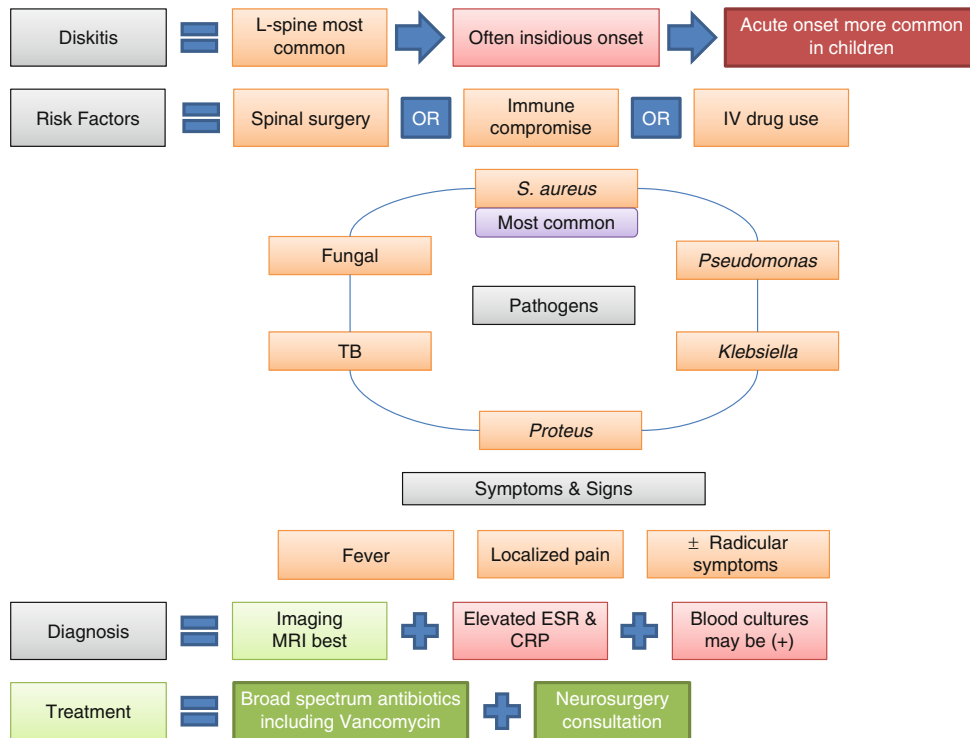 Diskitis
L-spine most
common
Often insidious onset
Acute onset more common
in children
Risk Factors
Spinal surgery
OR
Immune
compromise
OR
IV drug use
S. aureus
Most common
Fungal
Pseudomonas
Pathogens
TB
Klebsiella
Proteus
Symptoms & Signs
Fever
Localized pain
± Radicular
symptoms
Diagnosis
Imaging
MRI best
Elevated ESR &
CRP
Blood cultures
may be (+)
Treatment
Broad spectrum antibiotics
including Vancomycin
Neurosurgery
consultation